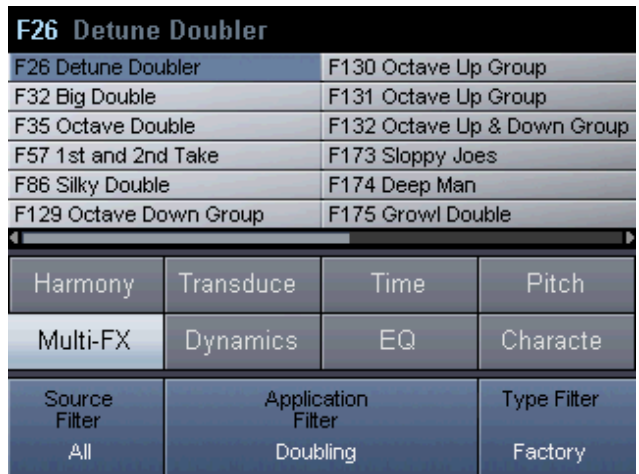 F26 Detune Doubler
F26 Detune Doubler
F32 Big Double
F35 Octave Double
F57 1st and 2nd Take
F86 Silky Double
F129 Octave Down Group
F130 Octave Up Group
F131 Octave Up Group
F132 Octave Up & Down Group
F173 Sloppy Joes
F174 Deep Man
F175 Growl Double
Harmony Transduce Time Pitch
Multi-FX Dynamics EQ Characte
Source
Filter
All
Application
Filter
Doubling
Type Filter
Factory